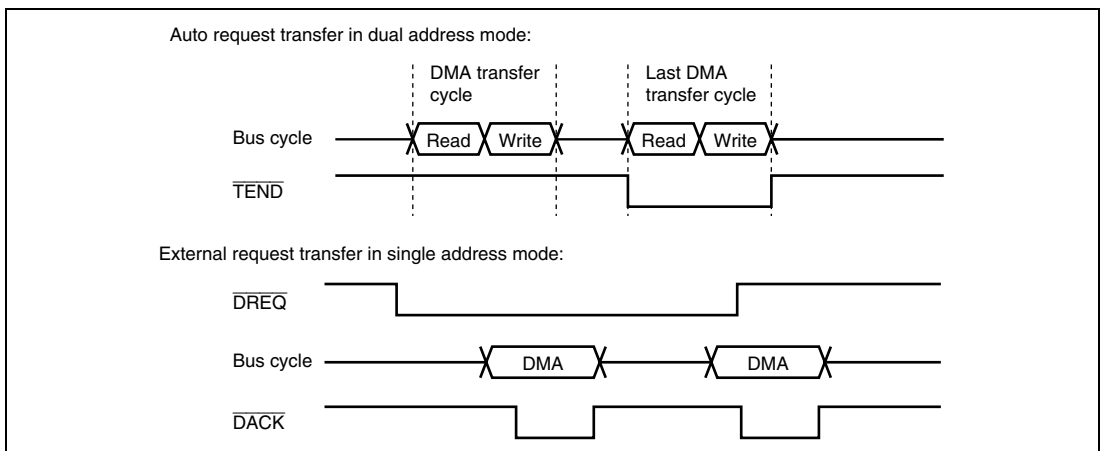 Auto request transfer in dual address mode:
DMA transfer
cycle
Last DMA
transfer cycle
Bus cycle
Read
Write
Read
Write
TEND
External request transfer in single address mode:
DREQ
Bus cycle
DMA
DMA
DACK